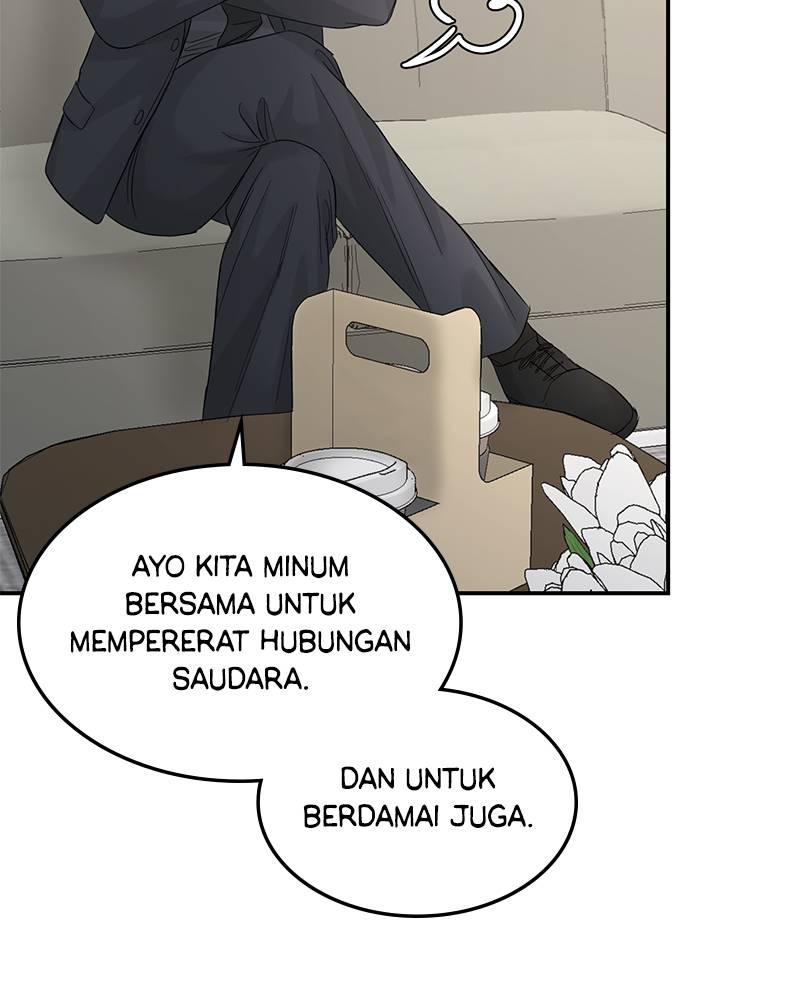 AYO KITA MINUM
BERSAMA UNTUK
MEMPERERAT HUBUNGAN
SAUDARA.
DAN UNTUK
BERDAMAI JUGA.